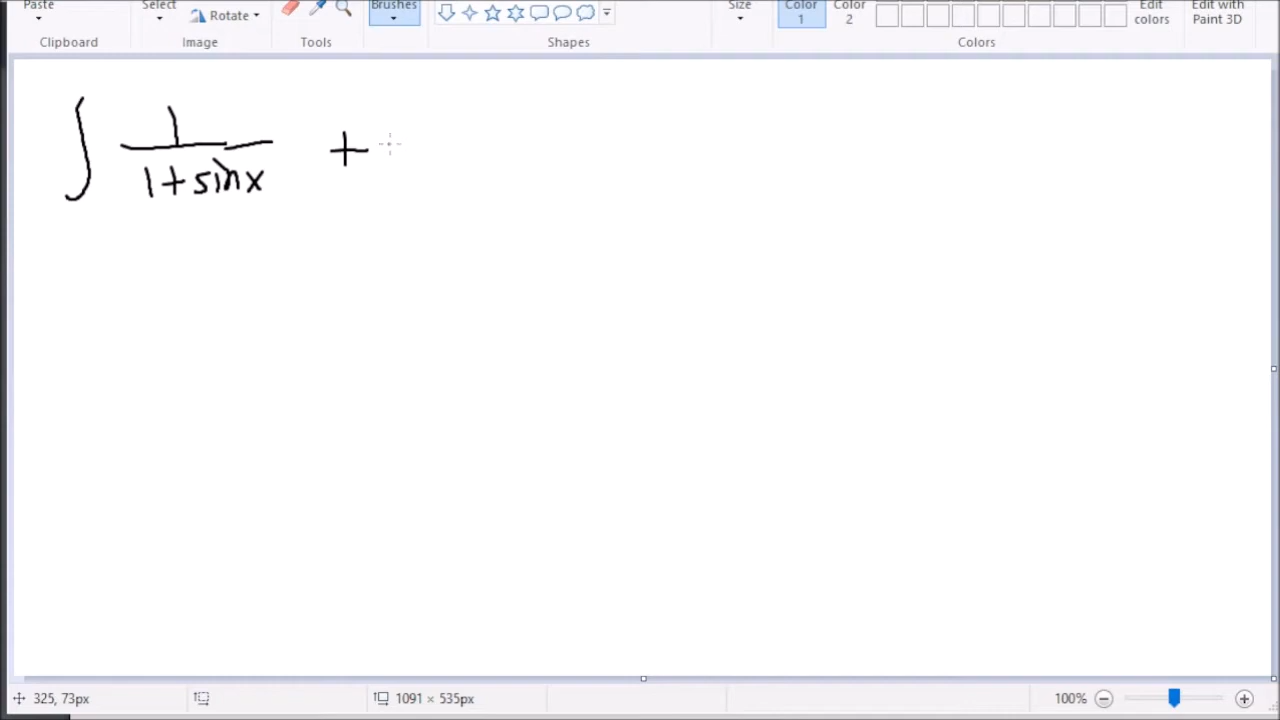 Paste Select Rotate Brushes Size Color 1 Color 2 Edit colors Edit with Paint 3D
Clipboard Image Tools Shapes Colors
∫ 1/(1+sinx) +
325, 73px 1091 × 535px 100%